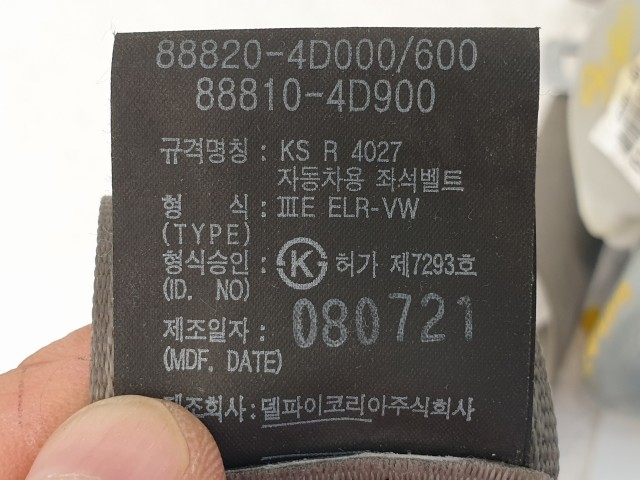 88820-4D000/600
88810-4D900
규격명칭 : KS R 4027
자동차용 좌석벨트
형 식 : ⅢE ELR-VW
(TYPE)
형식승인 : K 허가 제7293호
(ID. NO)
제조일자 : 080721
(MDF. DATE)
제조회사 : 델파이코리아주식회사